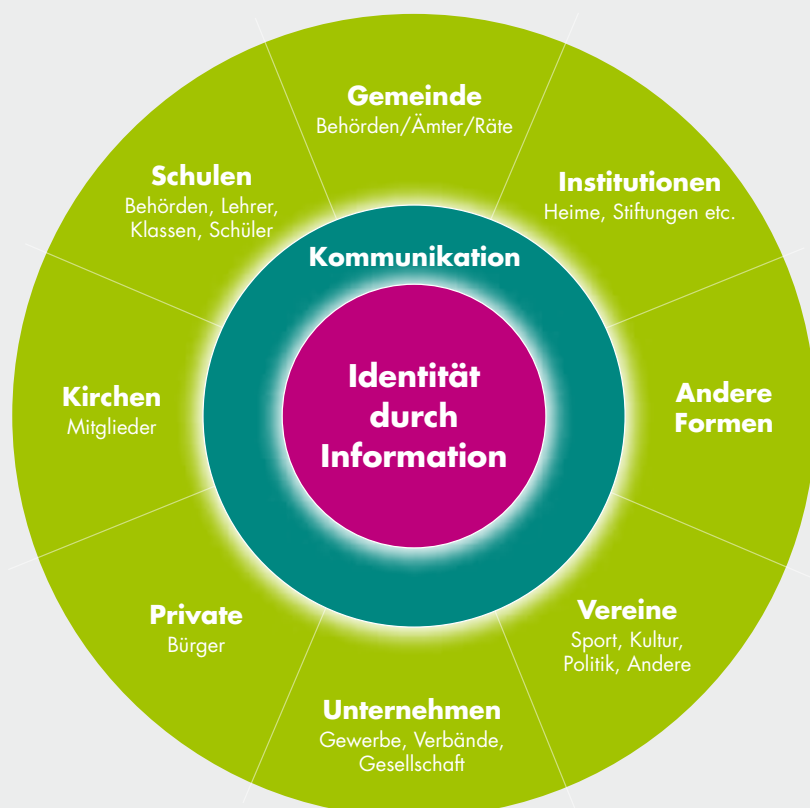 Gemeinde
Behörden/Ämter/Räte
Institutionen
Heime, Stiftungen etc.
Andere
Formen
Vereine
Sport, Kultur,
Politik, Andere
Unternehmen
Gewerbe, Verbände,
Gesellschaft
Private
Bürger
Kirchen
Mitglieder
Schulen
Behörden, Lehrer,
Klassen, Schüler
Kommunikation
Identität
durch
Information